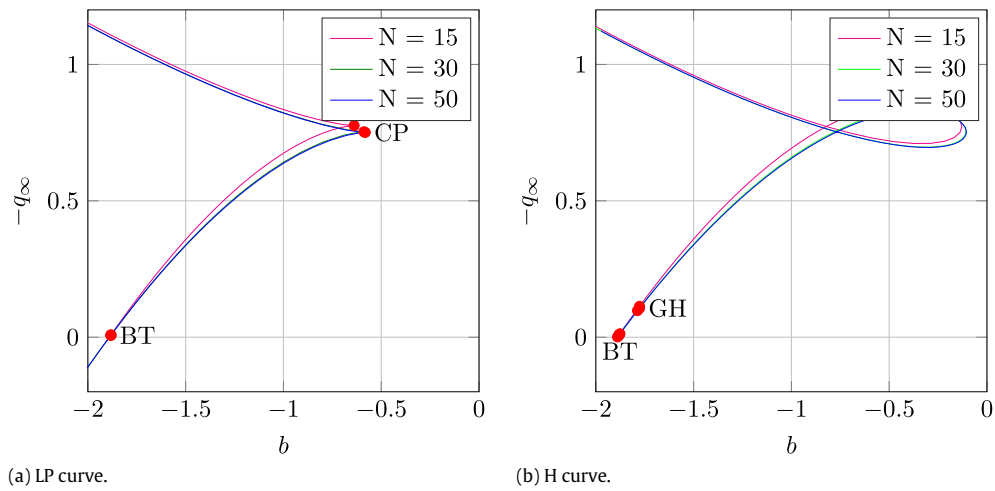 N = 15
N = 30
N = 50
CP
BT
1
0.5
0
−2
−1.5
−1
−0.5
0
−q∞
b
(a) LP curve.
N = 15
N = 30
N = 50
GH
BT
1
0.5
0
−2
−1.5
−1
−0.5
0
−q∞
b
(b) H curve.